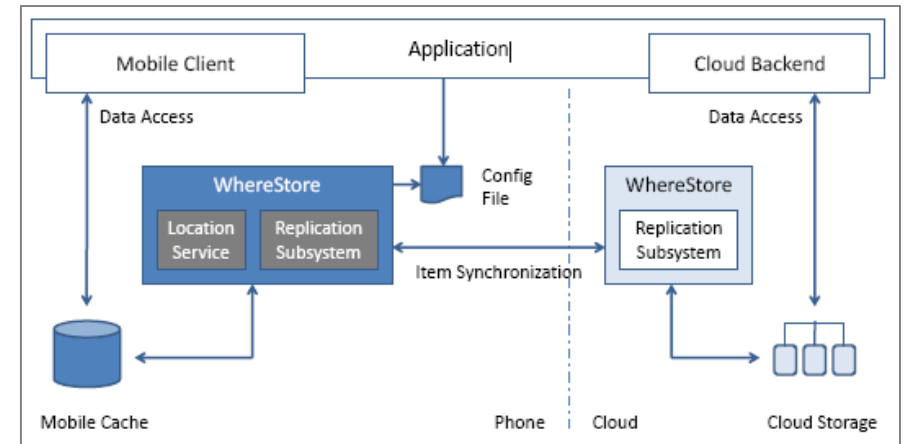 Application
Mobile Client
Cloud Backend
Data Access
Data Access
WhereStore
Config
File
WhereStore
Location
Service
Replication
Subsystem
Replication
Subsystem
Item Synchronization
Mobile Cache
Phone
Cloud
Cloud Storage